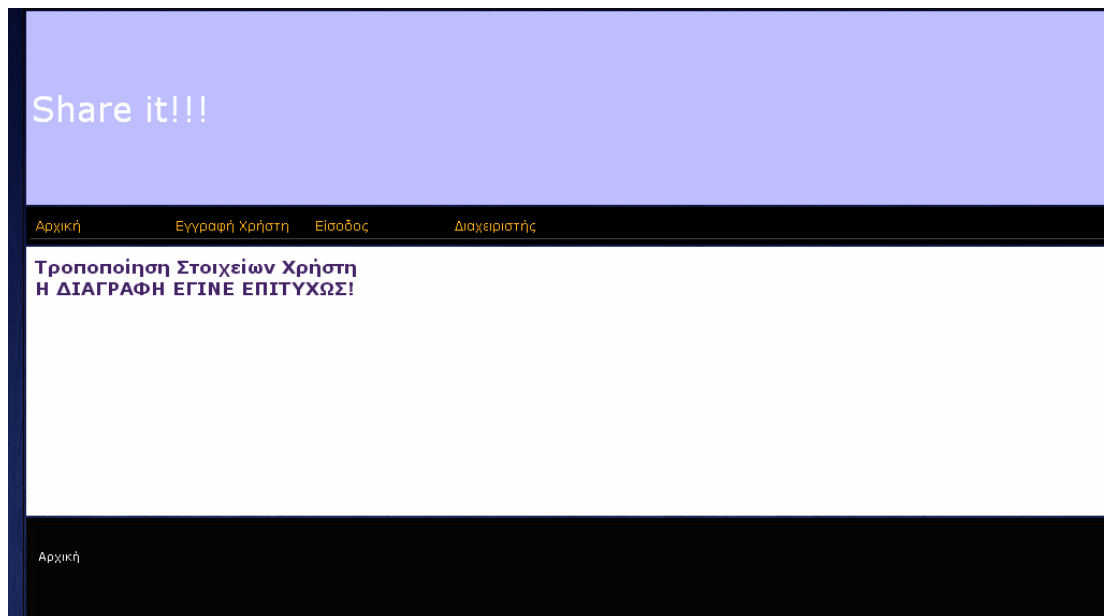 Share it!!!
Αρχική Εγγραφή Χρήστη Είσοδος Διαχειριστής
Τροποποίηση Στοιχείων Χρήστη
Η ΔΙΑΓΡΑΦΗ ΕΓΙΝΕ ΕΠΙΤΥΧΩΣ!
Αρχική